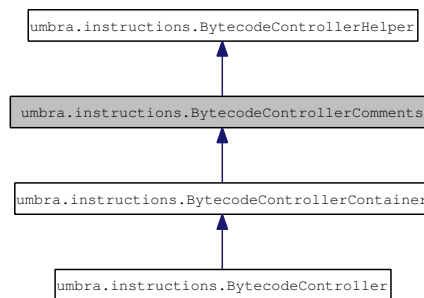 umbra.instructions.BytecodeControllerHelper
umbra.instructions.BytecodeControllerComments
umbra.instructions.BytecodeControllerContainer
umbra.instructions.BytecodeController